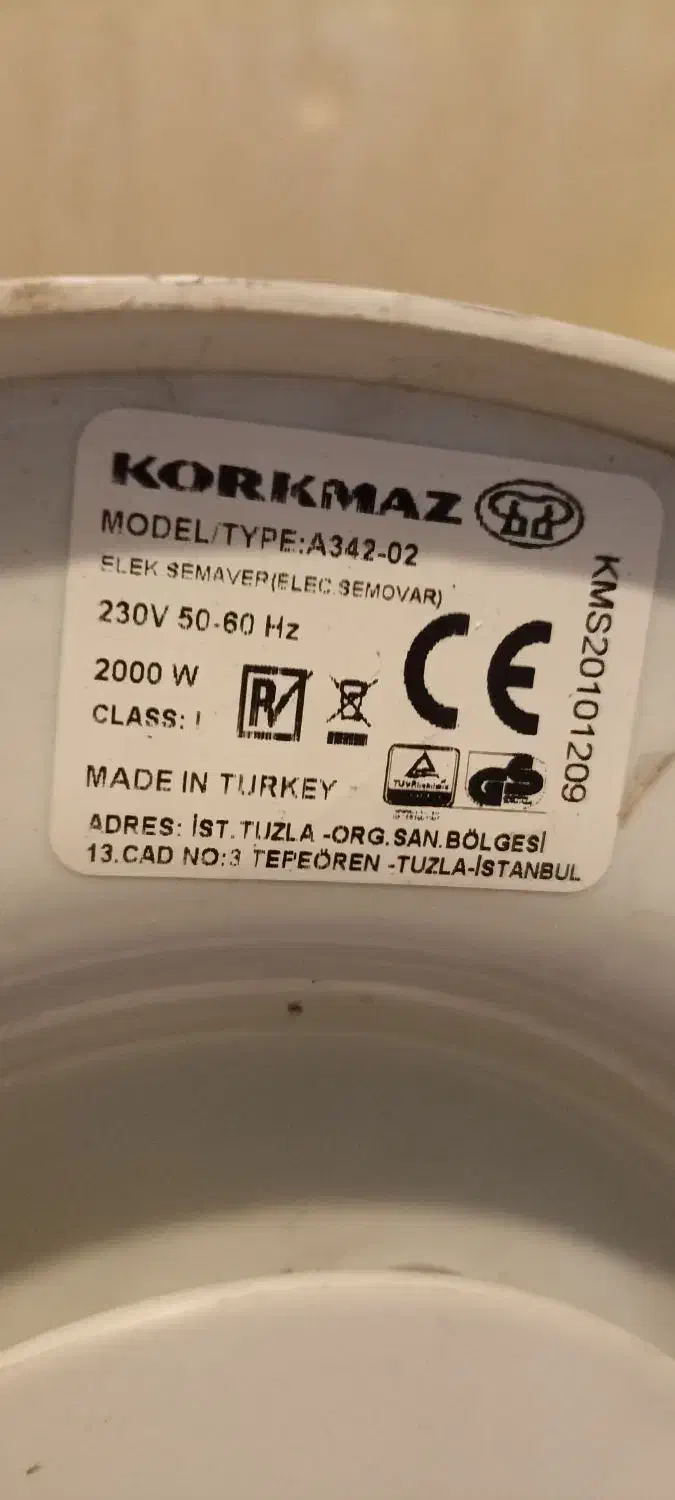 KORKMAZ
MODEL/TYPE:A342-02
ELEK SEMAVER(ELEC.SEMOVAR)
230V 50-60 Hz
2000 W
CLASS: I
CE
MADE IN TURKEY
ADRES: İST.TUZLA -ORG.SAN.BÖLGESİ
13.CAD NO:3 TEPEÖREN -TUZLA-İSTANBUL
KMS20101209